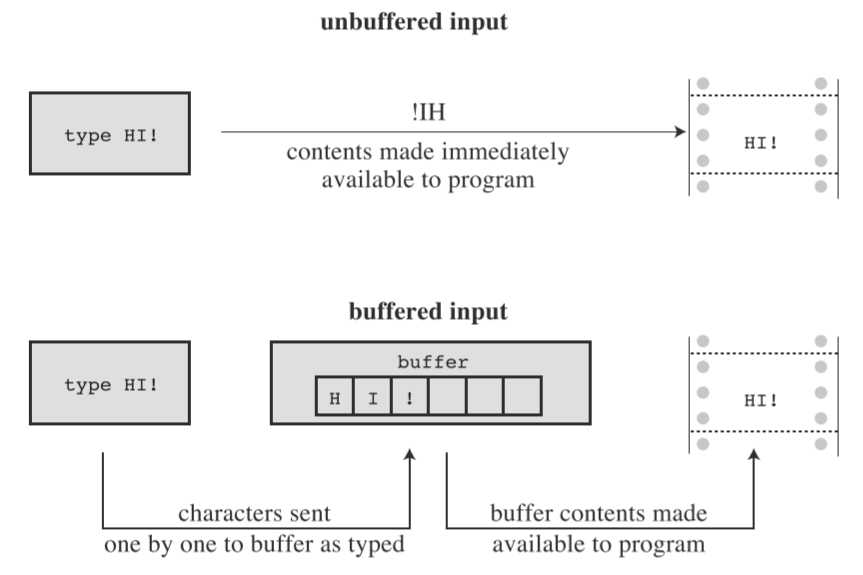 unbuffered input
type HI!
!IH
contents made immediately
available to program
HI!
buffered input
type HI!
buffer
H I !
HI!
characters sent
one by one to buffer as typed
buffer contents made
available to program